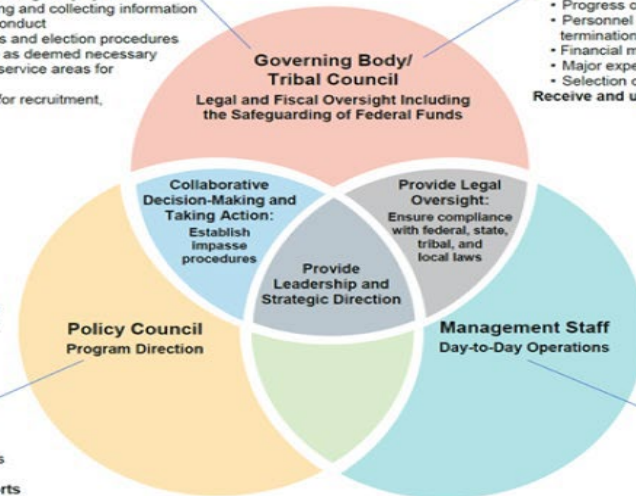 ng and collecting information
onduct
s and election procedures
as deemed necessary
service areas for
for recruitment,
• Progress o
• Personnel
termination
• Financial m
• Major expe
• Selection o
Receive and u
Governing Body/
Tribal Council
Legal and Fiscal Oversight Including
the Safeguarding of Federal Funds
Collaborative
Decision-Making and
Taking Action:
Establish
impasse
procedures
Provide Legal
Oversight:
Ensure compliance
with federal, state,
tribal, and
local laws
Provide
Leadership and
Strategic Direction
Policy Council
Program Direction
Management Staff
Day-to-Day Operations
s
rts